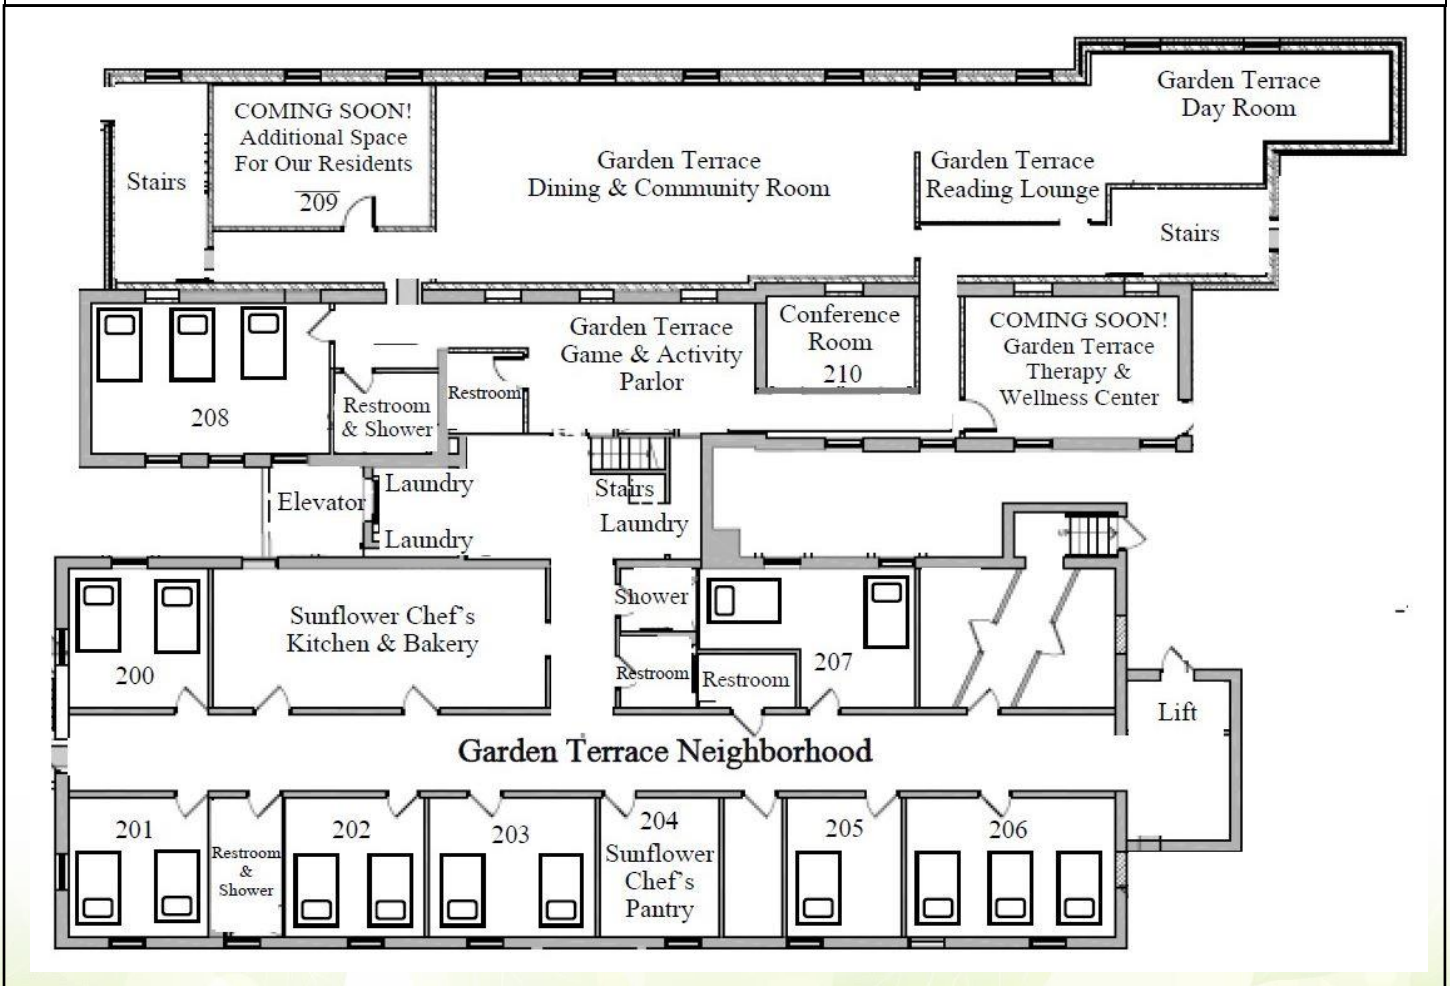 Garden Terrace
Day Room
COMING SOON!
Additional Space
For Our Residents
209
Stairs
Garden Terrace
Dining & Community Room
Garden Terrace
Reading Lounge
Stairs
208
Restroom
& Shower
Restroom
Garden Terrace
Game & Activity
Parlor
Conference
Room
210
COMING SOON!
Garden Terrace
Therapy &
Wellness Center
Elevator
Laundry
Laundry
Stairs
Laundry
200
Sunflower Chef's
Kitchen & Bakery
Shower
Restroom
Restroom
207
Lift
Garden Terrace Neighborhood
201
Restroom
&
Shower
202
203
204
Sunflower
Chef's
Pantry
205
206